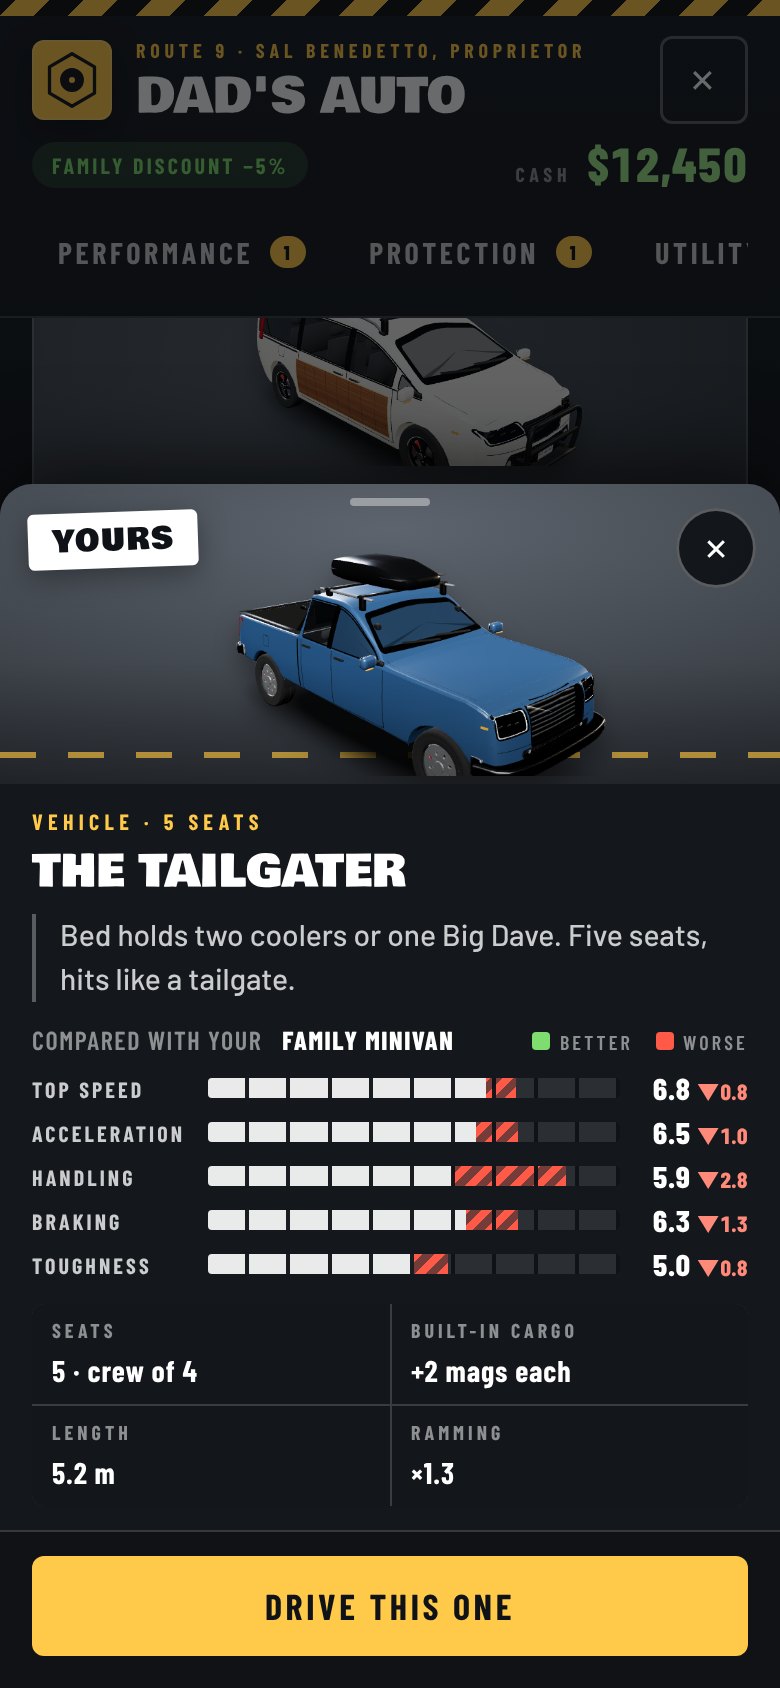 ROUTE 9 · SAL BENEDETTO, PROPRIETOR
DAD'S AUTO
×
FAMILY DISCOUNT −5%
CASH $12,450
PERFORMANCE 1 PROTECTION 1 UTILIT
YOURS
×
VEHICLE · 5 SEATS
THE TAILGATER
Bed holds two coolers or one Big Dave. Five seats,
hits like a tailgate.
COMPARED WITH YOUR FAMILY MINIVAN BETTER WORSE
TOP SPEED 6.8 ▼0.8
ACCELERATION 6.5 ▼1.0
HANDLING 5.9 ▼2.8
BRAKING 6.3 ▼1.3
TOUGHNESS 5.0 ▼0.8
SEATS
5 · crew of 4
BUILT-IN CARGO
+2 mags each
LENGTH
5.2 m
RAMMING
×1.3
DRIVE THIS ONE